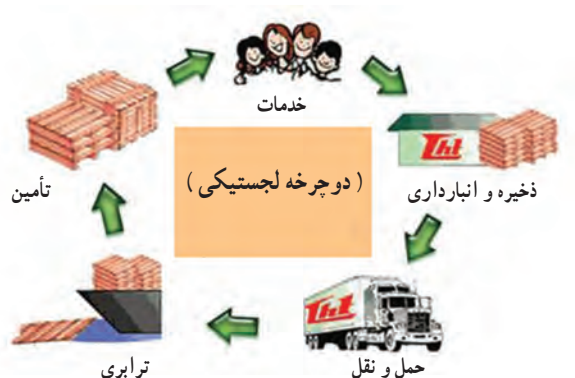 خدمات
ذخیره و انبارداری
حمل و نقل
ترابری
تأمین
( دوچرخه لجستیکی )